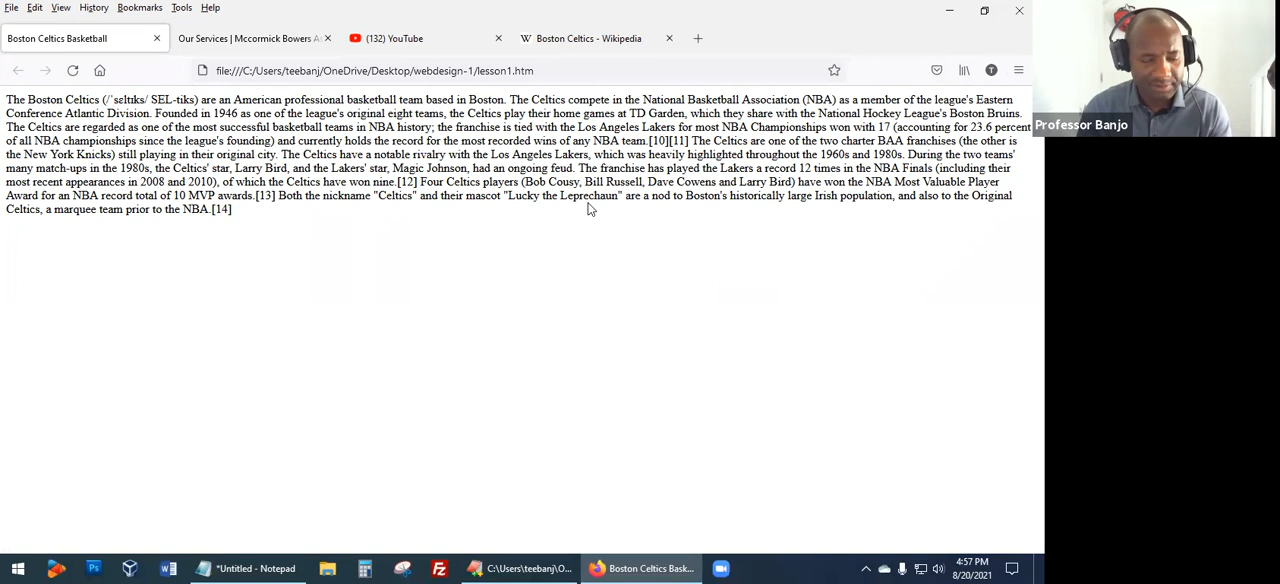 File Edit View History Bookmarks Tools Help
Boston Celtics Basketball
Our Services | Mccormick Bowers As
(132) YouTube
W Boston Celtics - Wikipedia
file:///C:/Users/teebanj/OneDrive/Desktop/webdesign-1/lesson1.htm
T
The Boston Celtics (/ˈsɛltɪks/ SEL-tiks) are an American professional basketball team based in Boston. The Celtics compete in the National Basketball Association (NBA) as a member of the league's Eastern
Conference Atlantic Division. Founded in 1946 as one of the league's original eight teams, the Celtics play their home games at TD Garden, which they share with the National Hockey League's Boston Bruins.
The Celtics are regarded as one of the most successful basketball teams in NBA history; the franchise is tied with the Los Angeles Lakers for most NBA Championships won with 17 (accounting for 23.6 percent
of all NBA championships since the league's founding) and currently holds the record for the most recorded wins of any NBA team.[10][11] The Celtics are one of the two charter BAA franchises (the other is
the New York Knicks) still playing in their original city. The Celtics have a notable rivalry with the Los Angeles Lakers, which was heavily highlighted throughout the 1960s and 1980s. During the two teams'
many match-ups in the 1980s, the Celtics' star, Larry Bird, and the Lakers' star, Magic Johnson, had an ongoing feud. The franchise has played the Lakers a record 12 times in the NBA Finals (including their
most recent appearances in 2008 and 2010), of which the Celtics have won nine.[12] Four Celtics players (Bob Cousy, Bill Russell, Dave Cowens and Larry Bird) have won the NBA Most Valuable Player
Award for an NBA record total of 10 MVP awards.[13] Both the nickname "Celtics" and their mascot "Lucky the Leprechaun" are a nod to Boston's historically large Irish population, and also to the Original
Celtics, a marquee team prior to the NBA.[14]
Professor Banjo
Ps
W
*Untitled - Notepad
Fz
C:\Users\teebanj\O...
Boston Celtics Bask...
4:57 PM
8/20/2021